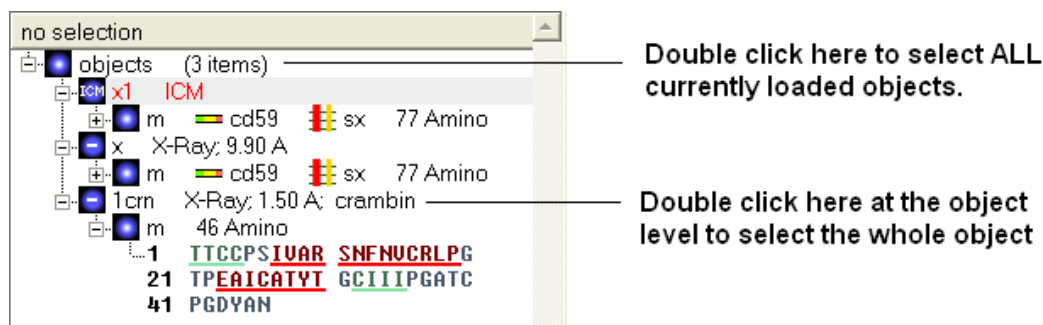 no selection
objects (3 items)
Double click here to select ALL
currently loaded objects.
ICM x1 ICM
m cd59 sx 77 Amino
x X-Ray; 9.90 A
m cd59 sx 77 Amino
1crn X-Ray; 1.50 A; crambin
Double click here at the object
level to select the whole object
m 46 Amino
1 TTCCPSIVAR SNFNVCRLPG
21 TPEAICATYT GCIIIPGATC
41 PGDYAN